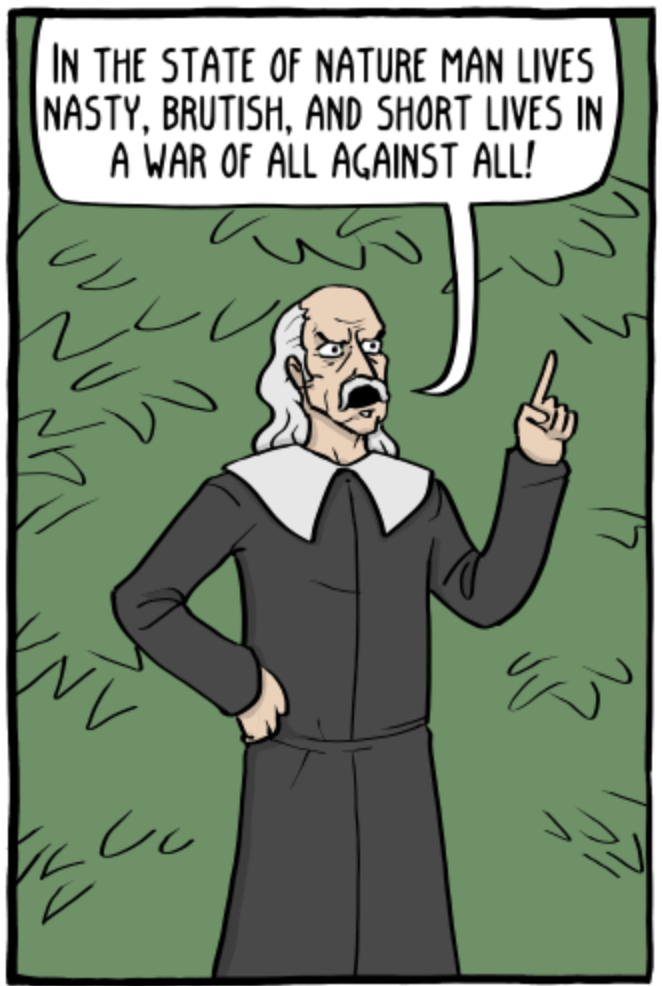 IN THE STATE OF NATURE MAN LIVES
NASTY, BRUTISH, AND SHORT LIVES IN
A WAR OF ALL AGAINST ALL!